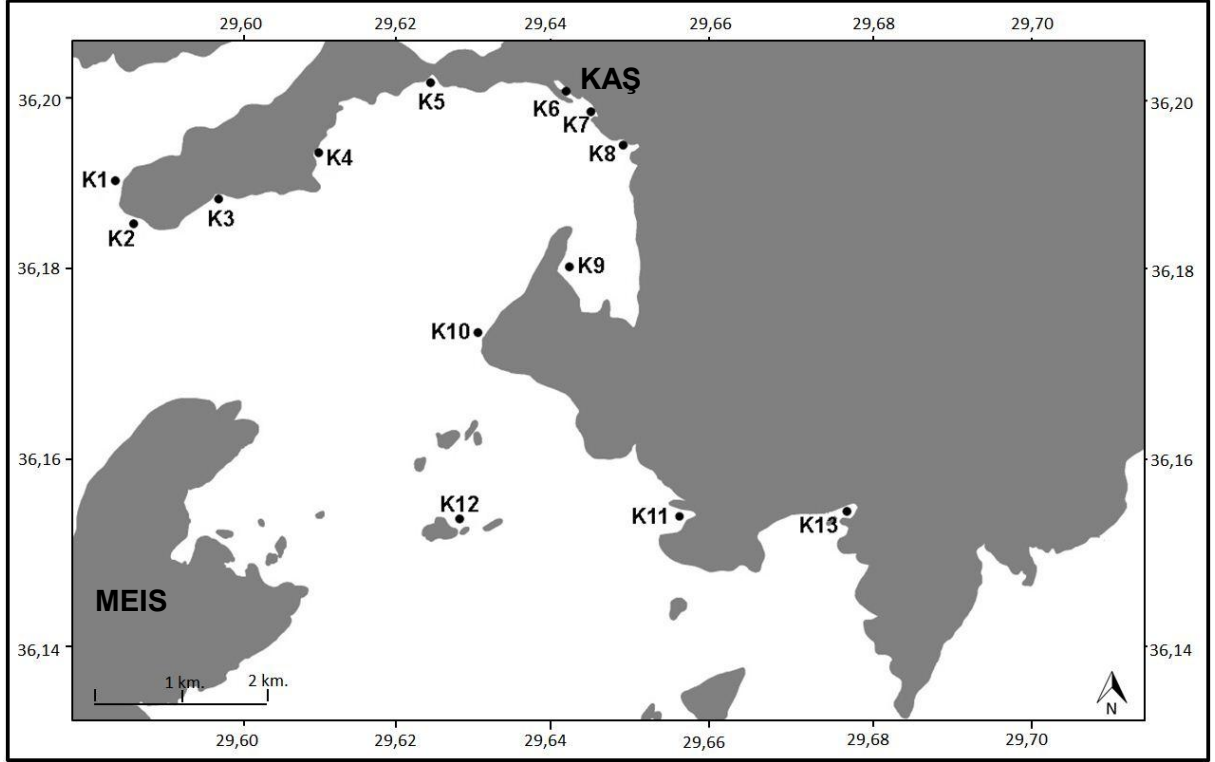 29,60 29,62 29,64 29,66 29,68 29,70
KAŞ
36,20 K5 K6 36,20
K7
K4 K8
K1
K3
K2
36,18 K9 36,18
K10
36,16 36,16
K12
K11 K13
MEIS
36,14 36,14
1 km. 2 km.
N
29,60 29,62 29,64 29,66 29,68 29,70